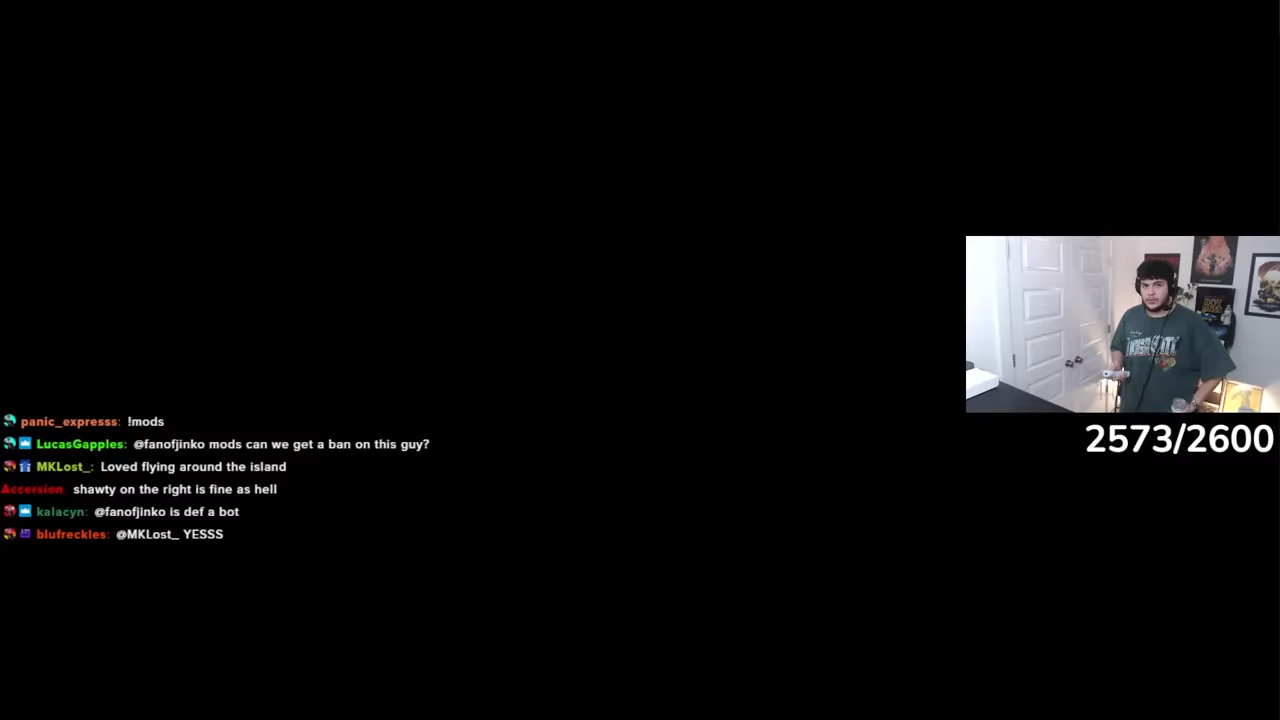 panic_expresss: !mods
LucasGapples: @fanofjinko mods can we get a ban on this guy?
MKLost_: Loved flying around the island
Accersion: shawty on the right is fine as hell
kalacyn: @fanofjinko is def a bot
blufreckles: @MKLost_ YESSS
2573/2600